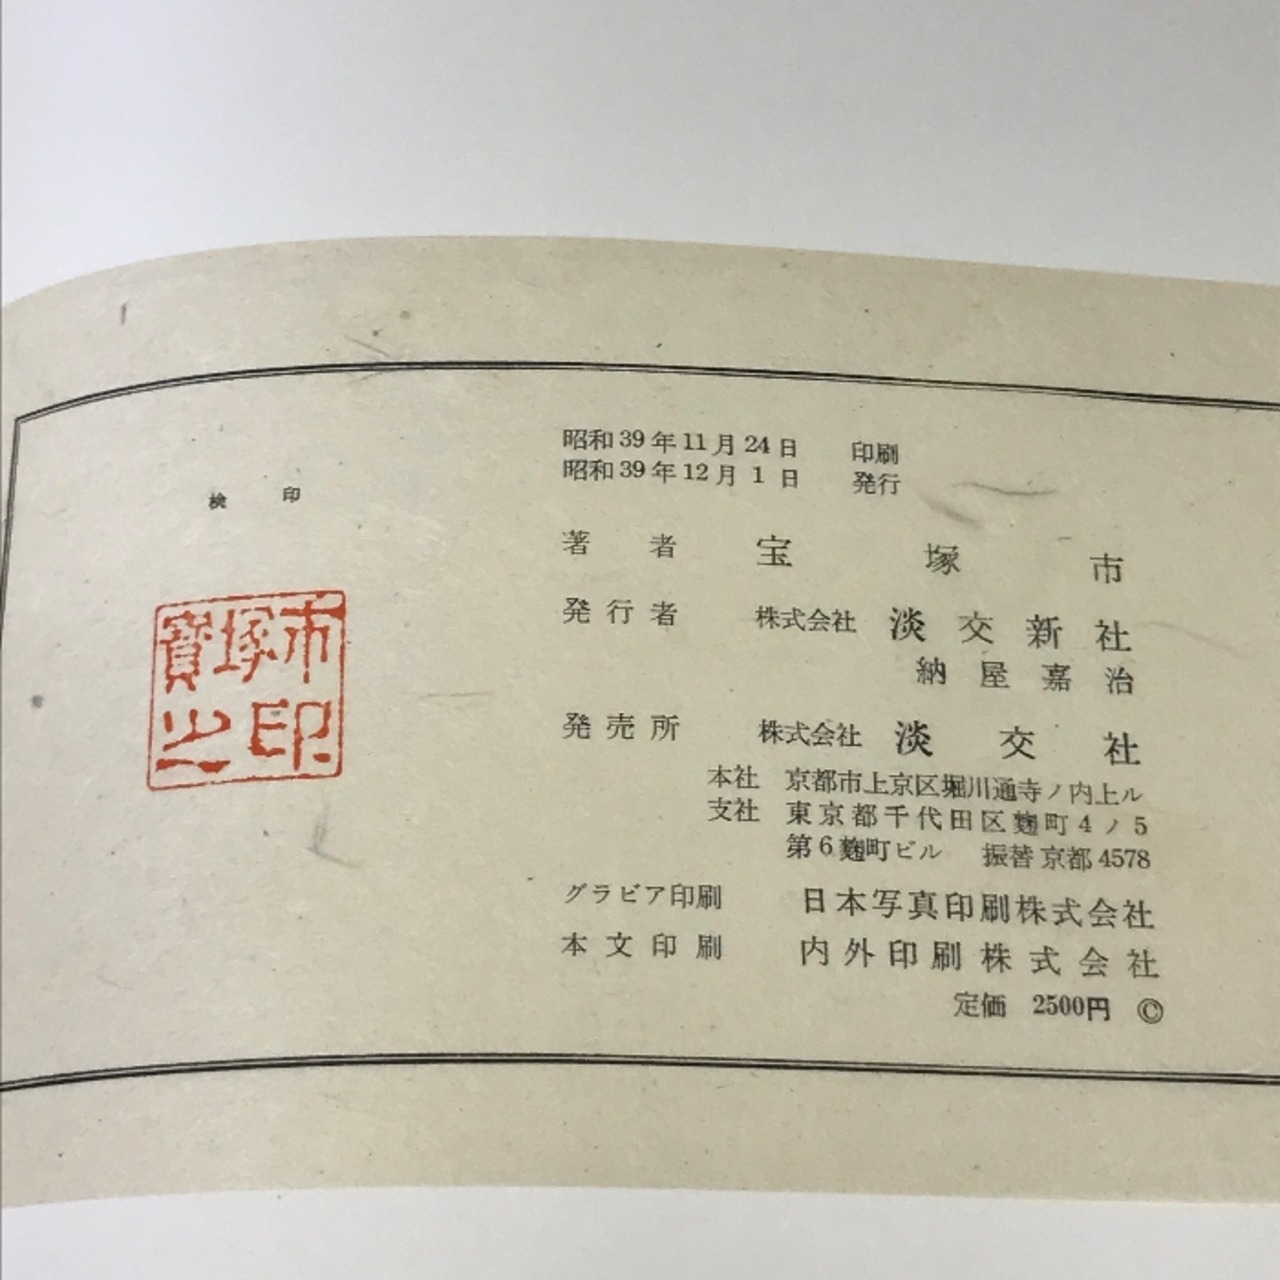 昭和39年11月24日 印刷
昭和39年12月1日 発行
検印
著者 宝塚市
発行者 株式会社 淡交新社
納屋嘉治
発売所 株式会社 淡交社
本社 京都市上京区堀川通寺ノ内上ル
支社 東京都千代田区麹町4ノ5
第6麹町ビル 振替京都4578
グラビア印刷 日本写真印刷株式会社
本文印刷 内外印刷株式会社
定価 2500円 ©
寶塚市
之印